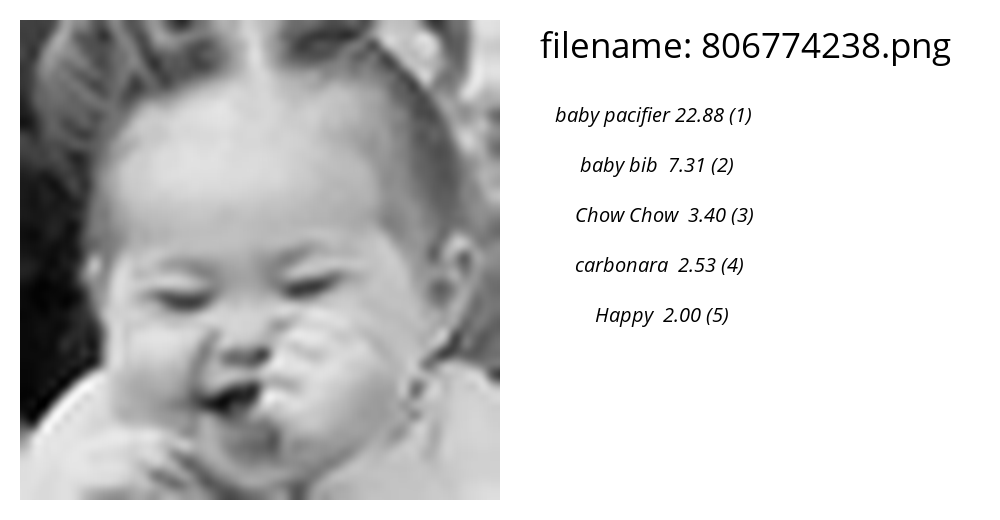 filename: 806774238.png
baby pacifier 22.88 (1)
baby bib 7.31 (2)
Chow Chow 3.40 (3)
carbonara 2.53 (4)
Happy 2.00 (5)